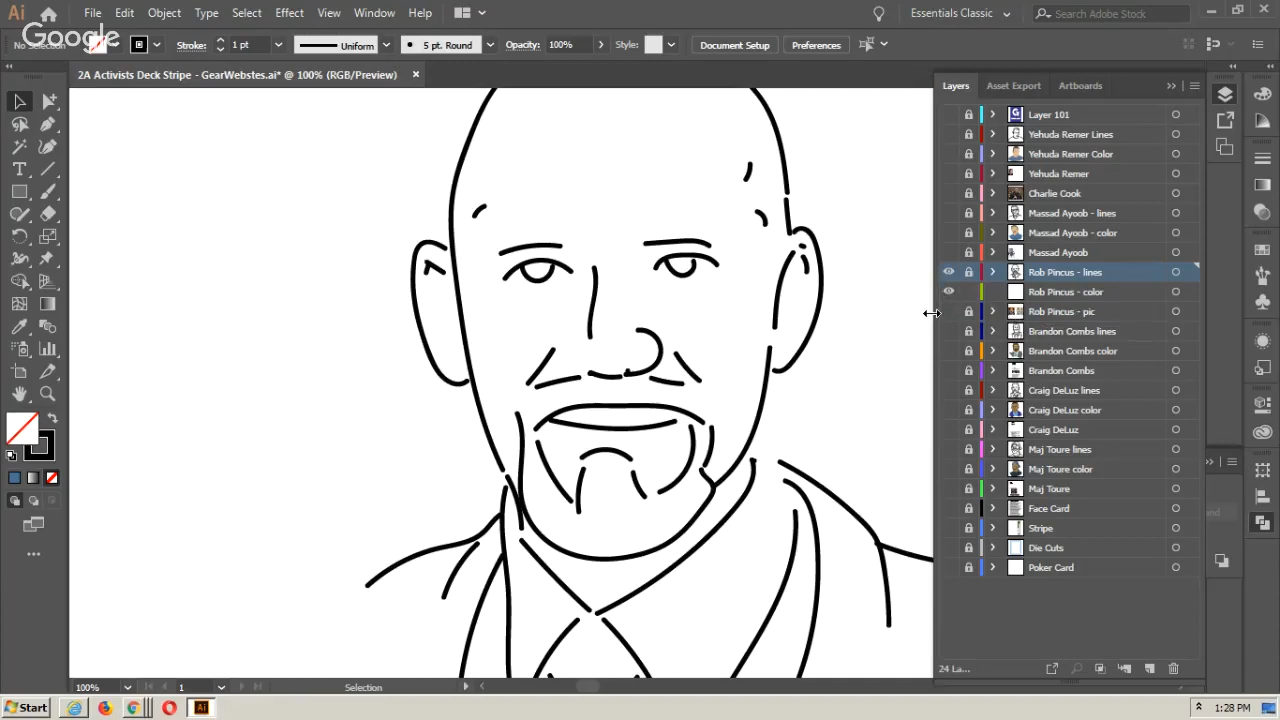 Ai File Edit Object Type Select Effect View Window Help Essentials Classic Search Adobe Stock
Google
No Selection Stroke: 1 pt Uniform 5 pt. Round Opacity: 100% Style: Document Setup Preferences
2A Activists Deck Stripe - GearWebstes.ai* @ 100% (RGB/Preview)
Layers Asset Export Artboards
Layer 101
Yehuda Remer Lines
Yehuda Remer Color
Yehuda Remer
Charlie Cook
Massad Ayoob - lines
Massad Ayoob - color
Massad Ayoob
Rob Pincus - lines
Rob Pincus - color
Rob Pincus - pic
Brandon Combs lines
Brandon Combs color
Brandon Combs
Craig DeLuz lines
Craig DeLuz color
Craig DeLuz
Maj Toure lines
Maj Toure color
Maj Toure
Face Card
Stripe
Die Cuts
Poker Card
24 La...
100% 1 Selection
Start Ai 1:28 PM